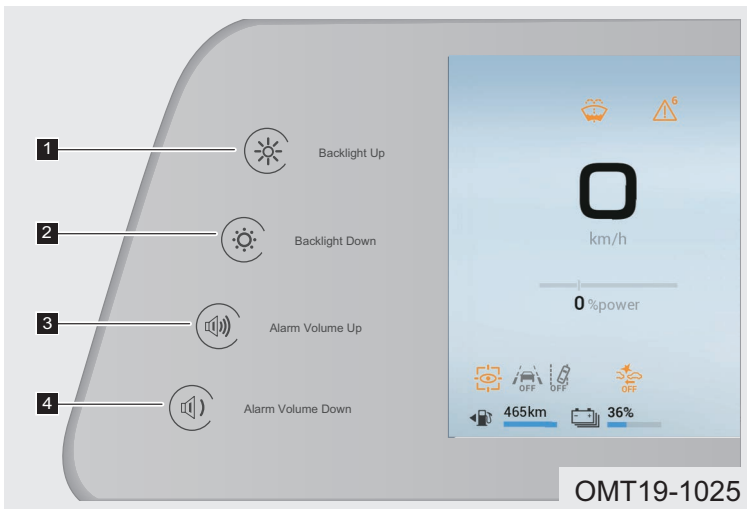 1
Backlight Up
2
Backlight Down
3
Alarm Volume Up
4
Alarm Volume Down
6
0
km/h
0 %power
OFF OFF OFF
465km 36%
OMT19-1025